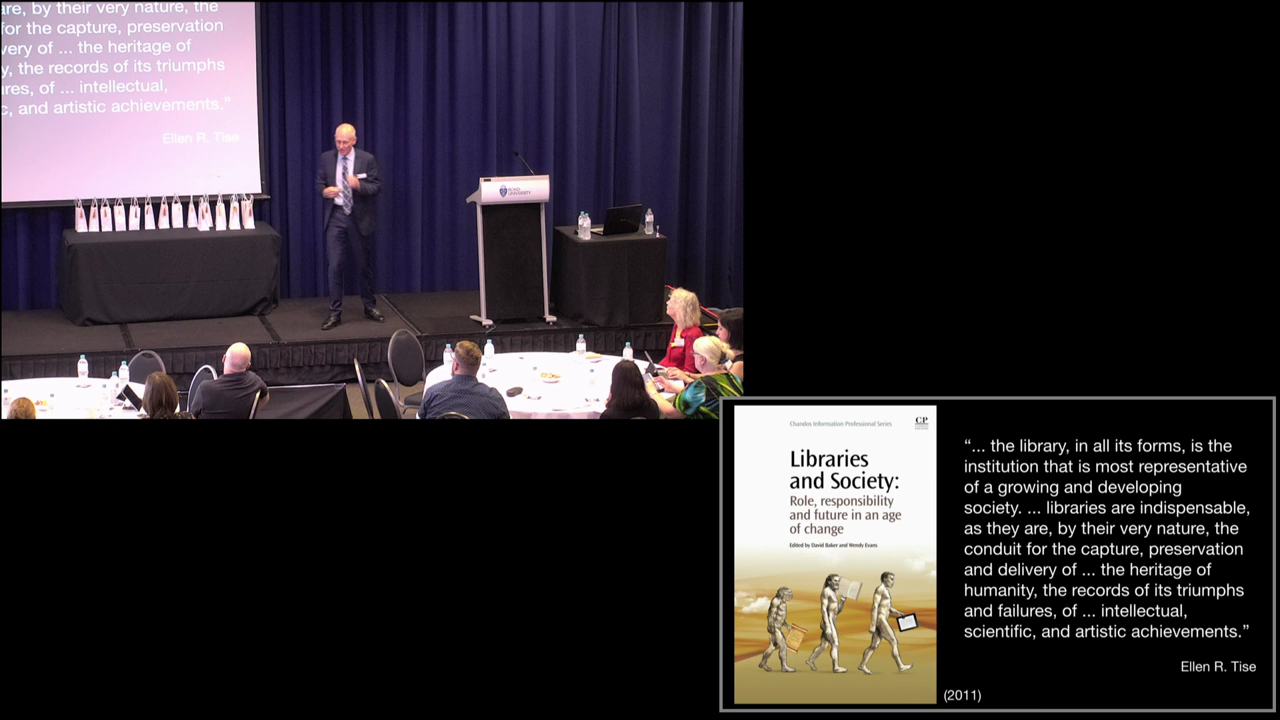 are, by their very nature, the
for the capture, preservation
very of ... the heritage of
y, the records of its triumphs
ures, of ... intellectual,
c, and artistic achievements.”
Ellen R. Tise
BOND
UNIVERSITY
Chandos Information Professional Series
CP
Libraries
and Society:
Role, responsibility
and future in an age
of change
Edited by David Baker and Wendy Evans
“... the library, in all its forms, is the
institution that is most representative
of a growing and developing
society. ... libraries are indispensable,
as they are, by their very nature, the
conduit for the capture, preservation
and delivery of ... the heritage of
humanity, the records of its triumphs
and failures, of ... intellectual,
scientific, and artistic achievements.”
Ellen R. Tise
(2011)